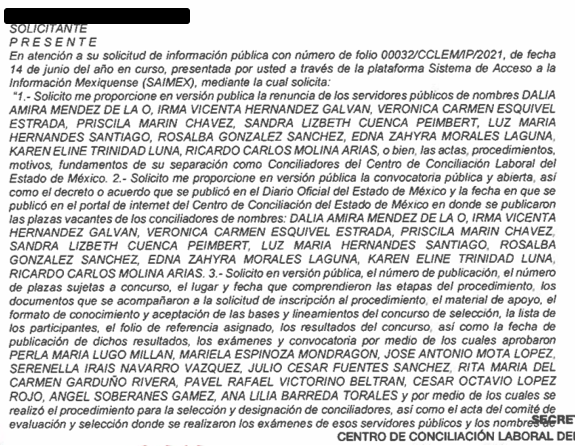 SOLICITANTE
P R E S E N T E
En atención a su solicitud de información pública con número de folio 00032/CCLEM/IP/2021, de fecha
14 de junio del año en curso, presentada por usted a través de la plataforma Sistema de Acceso a la
Información Mexiquense (SAIMEX), mediante la cual solicita:
"1.- Solicito me proporcione en versión publica la renuncia de los servidores públicos de nombres DALIA
AMIRA MENDEZ DE LA O, IRMA VICENTA HERNANDEZ GALVAN, VERONICA CARMEN ESQUIVEL
ESTRADA, PRISCILA MARIN CHAVEZ, SANDRA LIZBETH CUENCA PEIMBERT, LUZ MARIA
HERNANDES SANTIAGO, ROSALBA GONZALEZ SANCHEZ, EDNA ZAHYRA MORALES LAGUNA,
KAREN ELINE TRINIDAD LUNA, RICARDO CARLOS MOLINA ARIAS, o bien, las actas, procedimientos,
motivos, fundamentos de su separación como Conciliadores del Centro de Conciliación Laboral del
Estado de México. 2.- Solicito me proporcione en versión pública la convocatoria pública y abierta, así
como el decreto o acuerdo que se publicó en el Diario Oficial del Estado de México y la fecha en que se
publicó en el portal de internet del Centro de Conciliación del Estado de México en donde se publicaron
las plazas vacantes de los conciliadores de nombres: DALIA AMIRA MENDEZ DE LA O, IRMA VICENTA
HERNANDEZ GALVAN, VERONICA CARMEN ESQUIVEL ESTRADA, PRISCILA MARIN CHAVEZ,
SANDRA LIZBETH CUENCA PEIMBERT, LUZ MARIA HERNANDES SANTIAGO, ROSALBA
GONZALEZ SANCHEZ, EDNA ZAHYRA MORALES LAGUNA, KAREN ELINE TRINIDAD LUNA,
RICARDO CARLOS MOLINA ARIAS. 3.- Solicito en versión pública, el número de publicación, el número
de plazas sujetas a concurso, el lugar y fecha que comprendieron las etapas del procedimiento, los
documentos que se acompañaron a la solicitud de inscripción al procedimiento, el material de apoyo, el
formato de conocimiento y aceptación de las bases y lineamientos del concurso de selección, la lista de
los participantes, el folio de referencia asignado, los resultados del concurso, así como la fecha de
publicación de dichos resultados, los exámenes y convocatoria por medio de los cuales aprobaron
PERLA MARIA LUGO MILLAN, MARIELA ESPINOZA MONDRAGON, JOSE ANTONIO MOTA LOPEZ,
SERENELLA IRAIS NAVARRO VAZQUEZ, JULIO CESAR FUENTES SANCHEZ, RITA MARIA DEL
CARMEN GARDUÑO RIVERA, PAVEL RAFAEL VICTORINO BELTRAN, CESAR OCTAVIO LOPEZ
ROJO, ANGEL SOBERANES GAMEZ, ANA LILIA BARREDA TORALES y por medio de los cuales se
realizó el procedimiento para la selección y designación de conciliadores, así como el acta del comité de
evaluación y selección donde se realizaron los exámenes de esos servidores públicos y los nombres de
SECRE
CENTRO DE CONCILIACIÓN LABORAL DEL